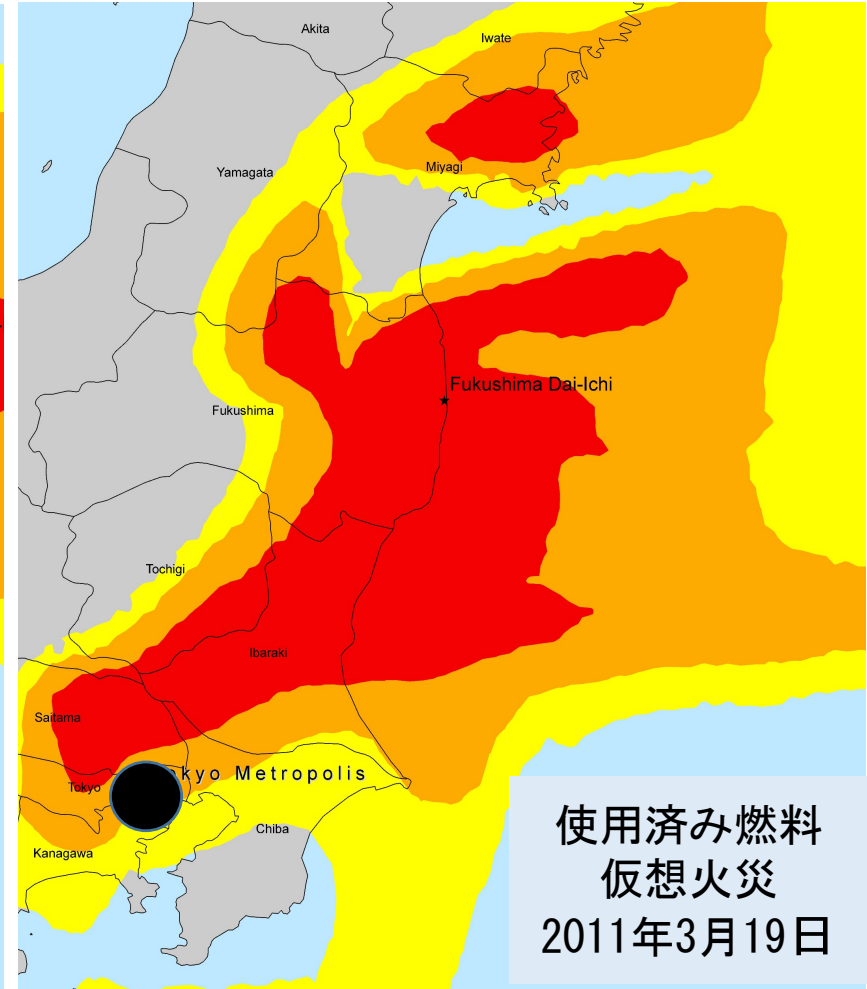 Akita
Iwate
Yamagata
Miyagi
Fukushima Dai-Ichi
Fukushima
Tochigi
Ibaraki
Saitama
kyo Metropolis
Tokyo
Chiba
Kanagawa
使用済み燃料
仮想火災
2011年3月19日